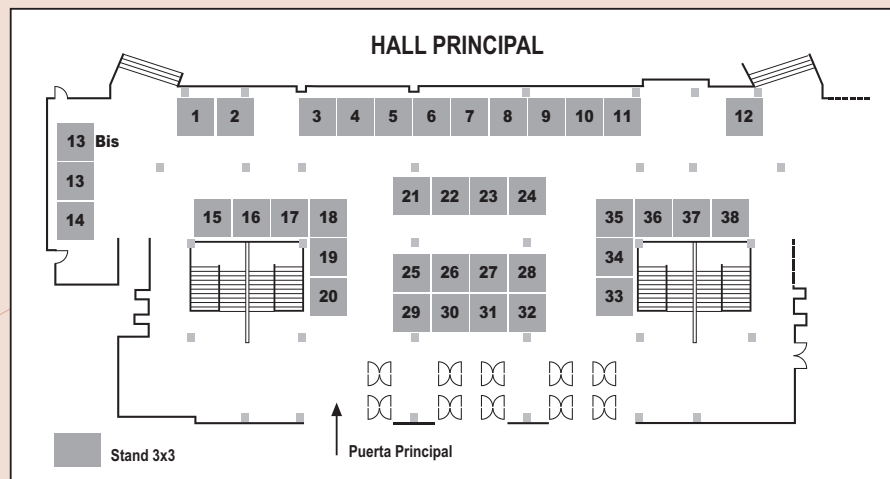 HALL PRINCIPAL
1 2 3 4 5 6 7 8 9 10 11 12
13 Bis
13
14
21 22 23 24
15 16 17 18 35 36 37 38
19 34
25 26 27 28
20 33
29 30 31 32
Stand 3x3
Puerta Principal